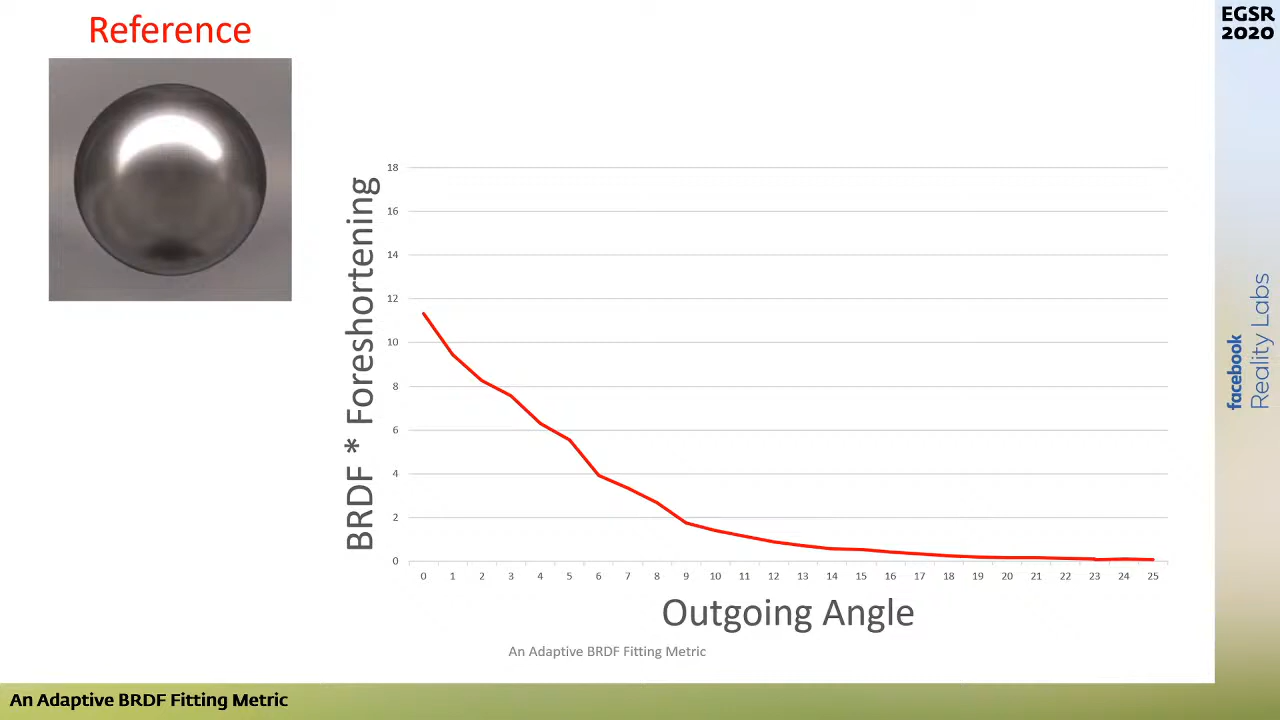 Reference
EGSR
2020
18
16
14
12
10
8
6
4
2
0
BRDF * Foreshortening
0 1 2 3 4 5 6 7 8 9 10 11 12 13 14 15 16 17 18 19 20 21 22 23 24 25
Outgoing Angle
An Adaptive BRDF Fitting Metric
facebook
Reality Labs
An Adaptive BRDF Fitting Metric